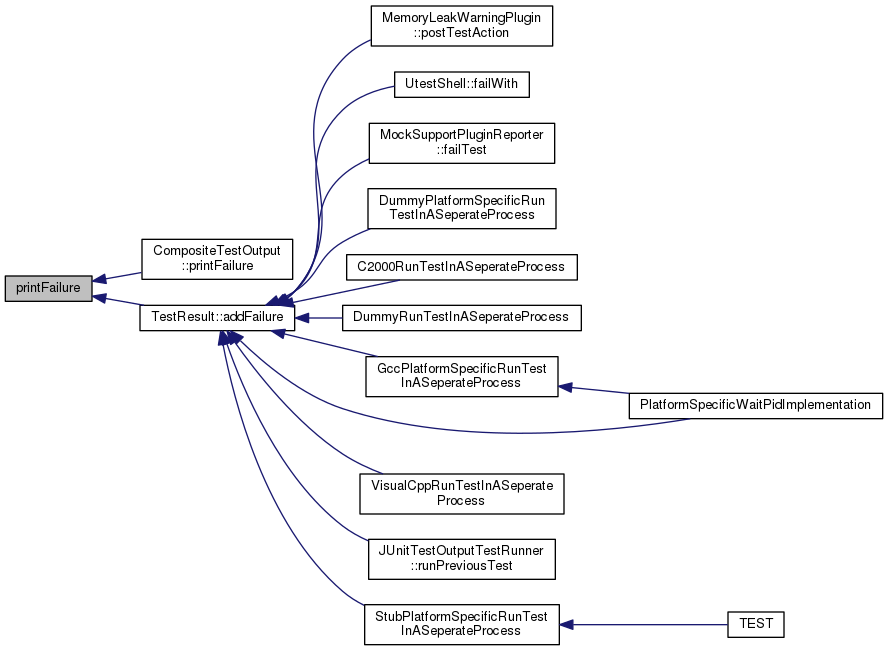 MemoryLeakWarningPlugin
::postTestAction
UtestShell::failWith
MockSupportPluginReporter
::failTest
DummyPlatformSpecificRun
TestInASeperateProcess
CompositeTestOutput
::printFailure
C2000RunTestInASeperateProcess
printFailure
TestResult::addFailure
DummyRunTestInASeperateProcess
GccPlatformSpecificRunTest
InASeperateProcess
PlatformSpecificWaitPidImplementation
VisualCppRunTestInASeperate
Process
JUnitTestOutputTestRunner
::runPreviousTest
StubPlatformSpecificRunTest
InASeperateProcess
TEST